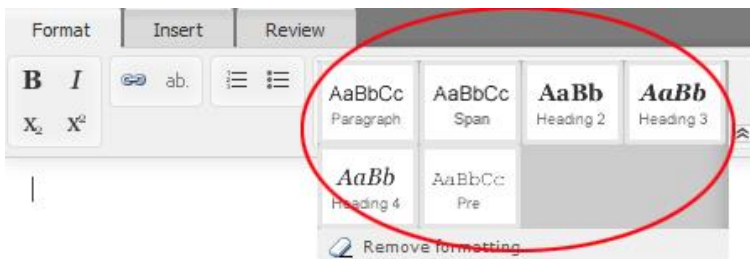 Format Insert Review
B I ab. AaBbCc AaBbCc AaBb AaBb
Paragraph Span Heading 2 Heading 3
X₂ X²
AaBb AaBbCc
Heading 4 Pre
Remove formatting